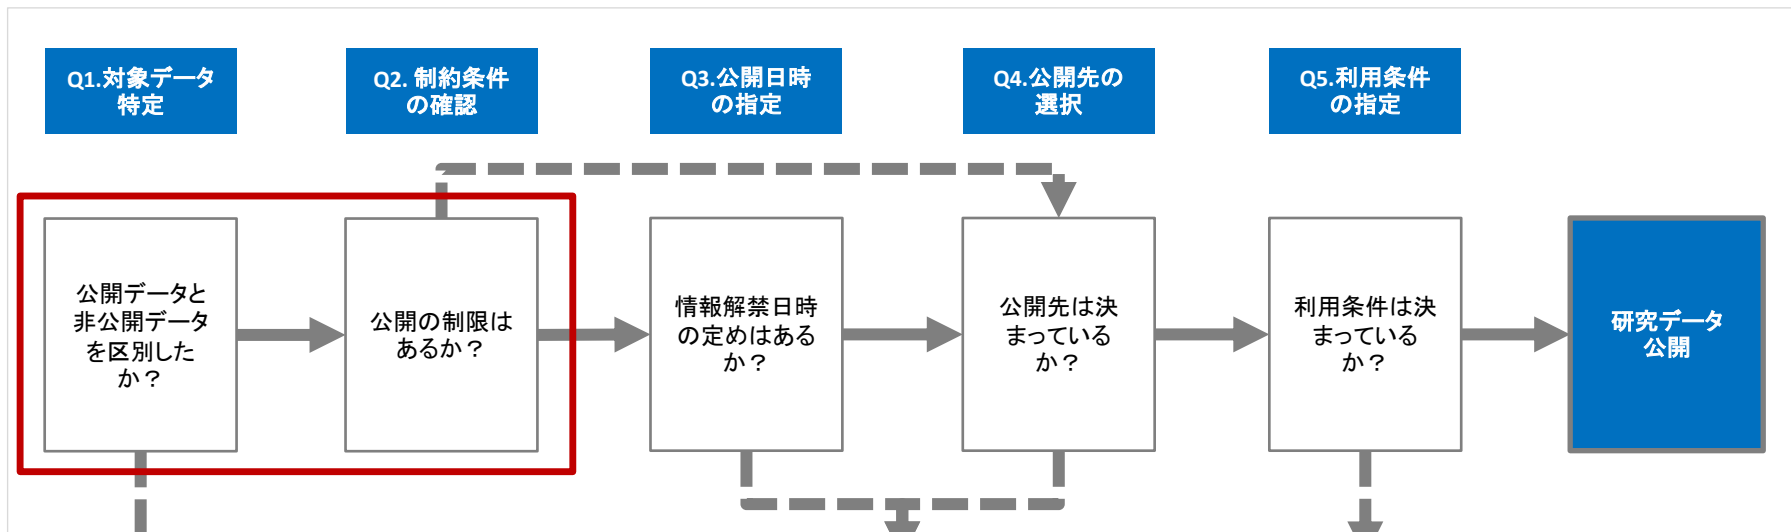 Q1.対象データ
特定
Q2. 制約条件
の確認
Q3.公開日時
の指定
Q4.公開先の
選択
Q5.利用条件
の指定
公開データと
非公開データ
を区別した
か？
公開の制限は
あるか？
情報解禁日時
の定めはある
か？
公開先は決
まっている
か？
利用条件は決
まっている
か？
研究データ
公開